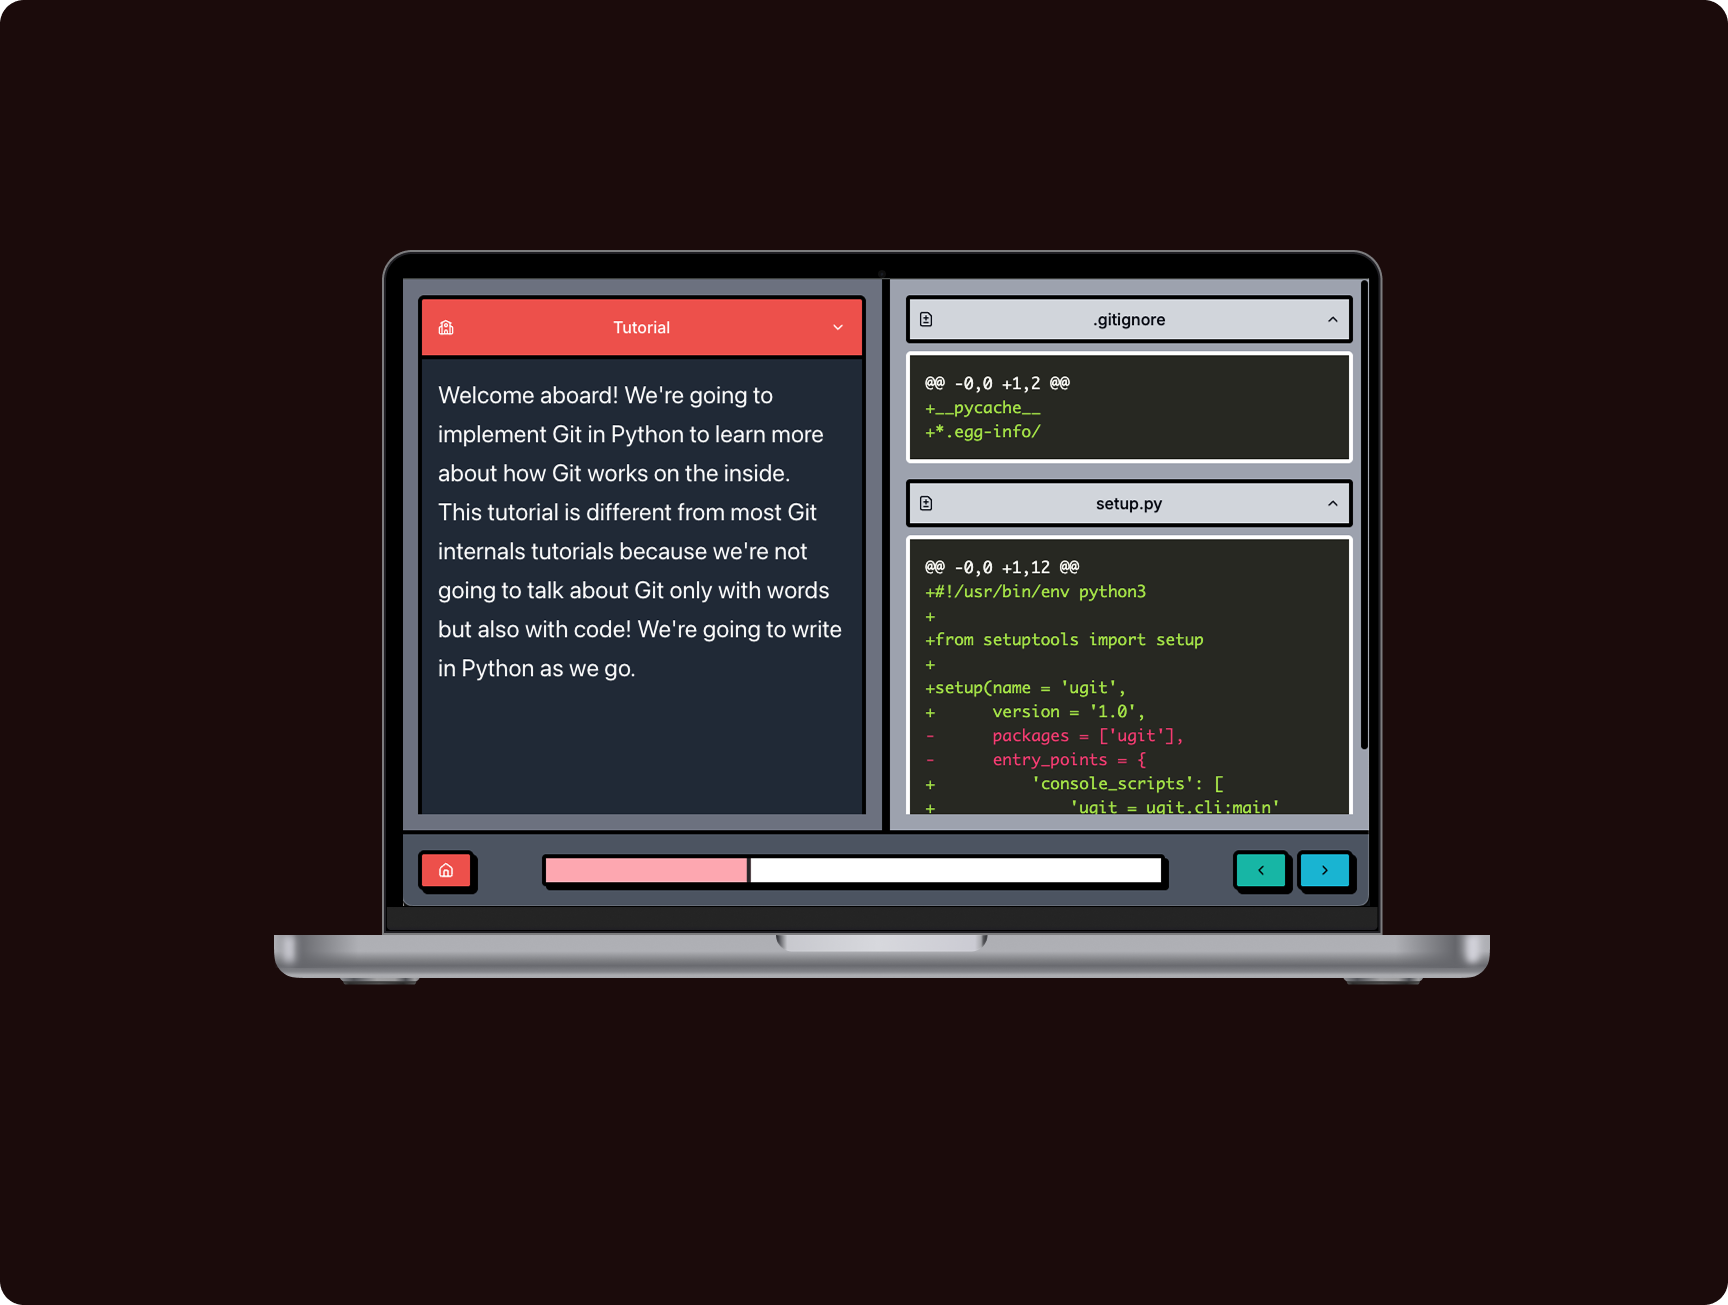 Tutorial
Welcome aboard! We're going to
implement Git in Python to learn more
about how Git works on the inside.
This tutorial is different from most Git
internals tutorials because we're not
going to talk about Git only with words
but also with code! We're going to write
in Python as we go.
.gitignore
@@ -0,0 +1,2 @@
+__pycache__
+*.egg-info/
setup.py
@@ -0,0 +1,12 @@
+#!/usr/bin/env python3
+
+from setuptools import setup
+
+setup(name = 'ugit',
+      version = '1.0',
-      packages = ['ugit'],
-      entry_points = {
+          'console_scripts': [
+              'ugit = ugit.cli:main'